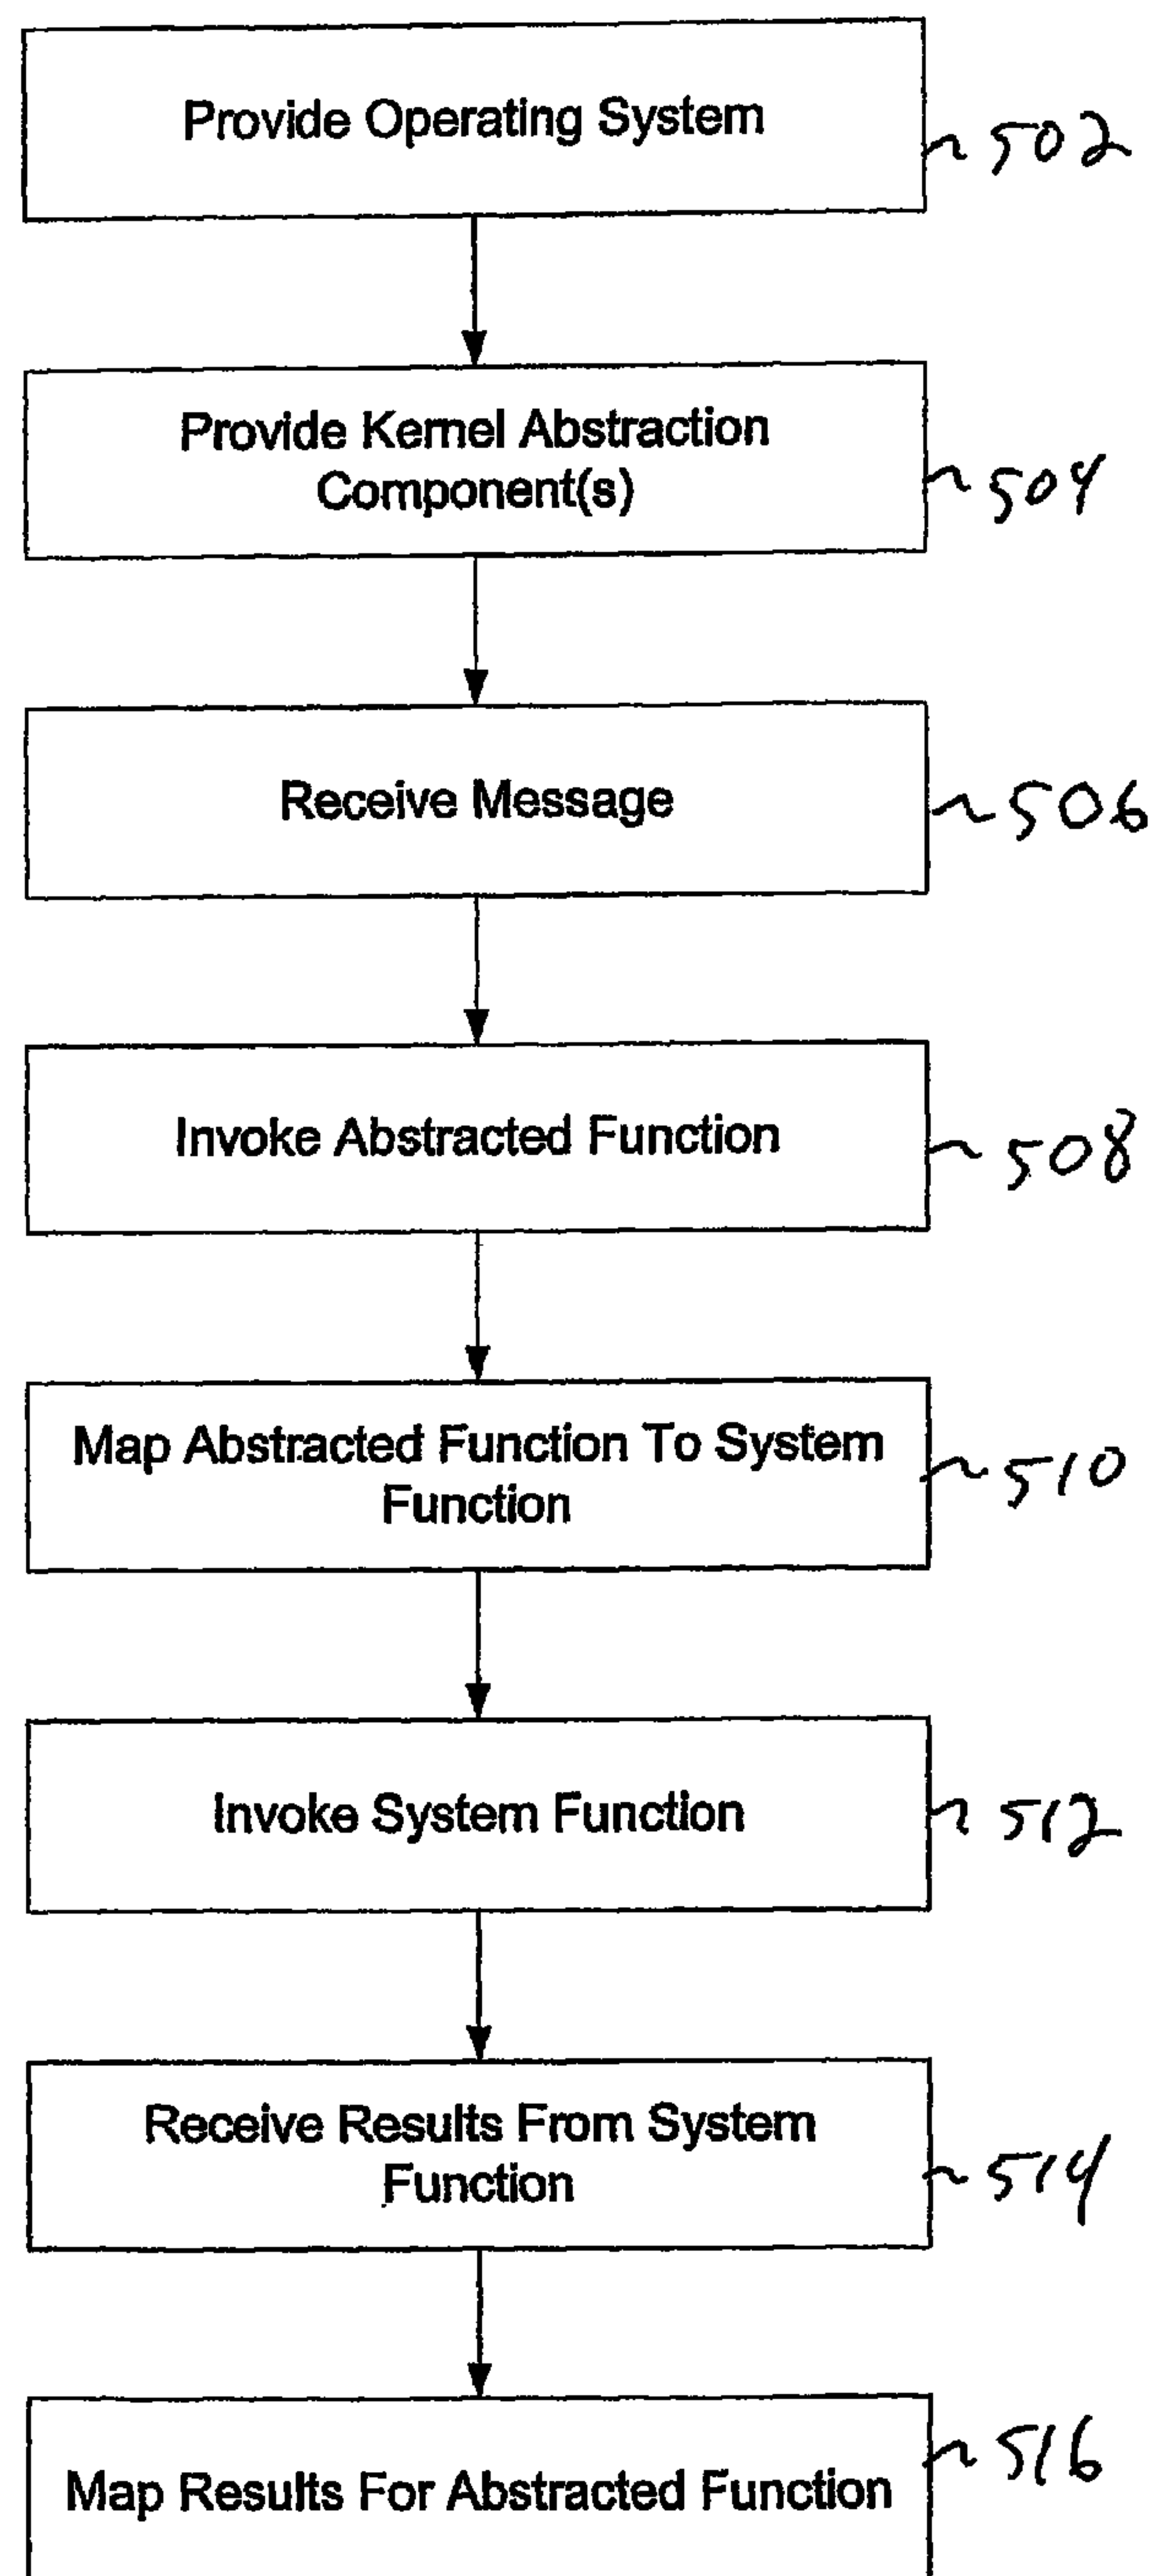 Provide Operating System
502
Provide Kernel Abstraction
Component(s)
504
Receive Message
506
Invoke Abstracted Function
508
Map Abstracted Function To System
Function
510
Invoke System Function
512
Receive Results From System
Function
514
Map Results For Abstracted Function
516